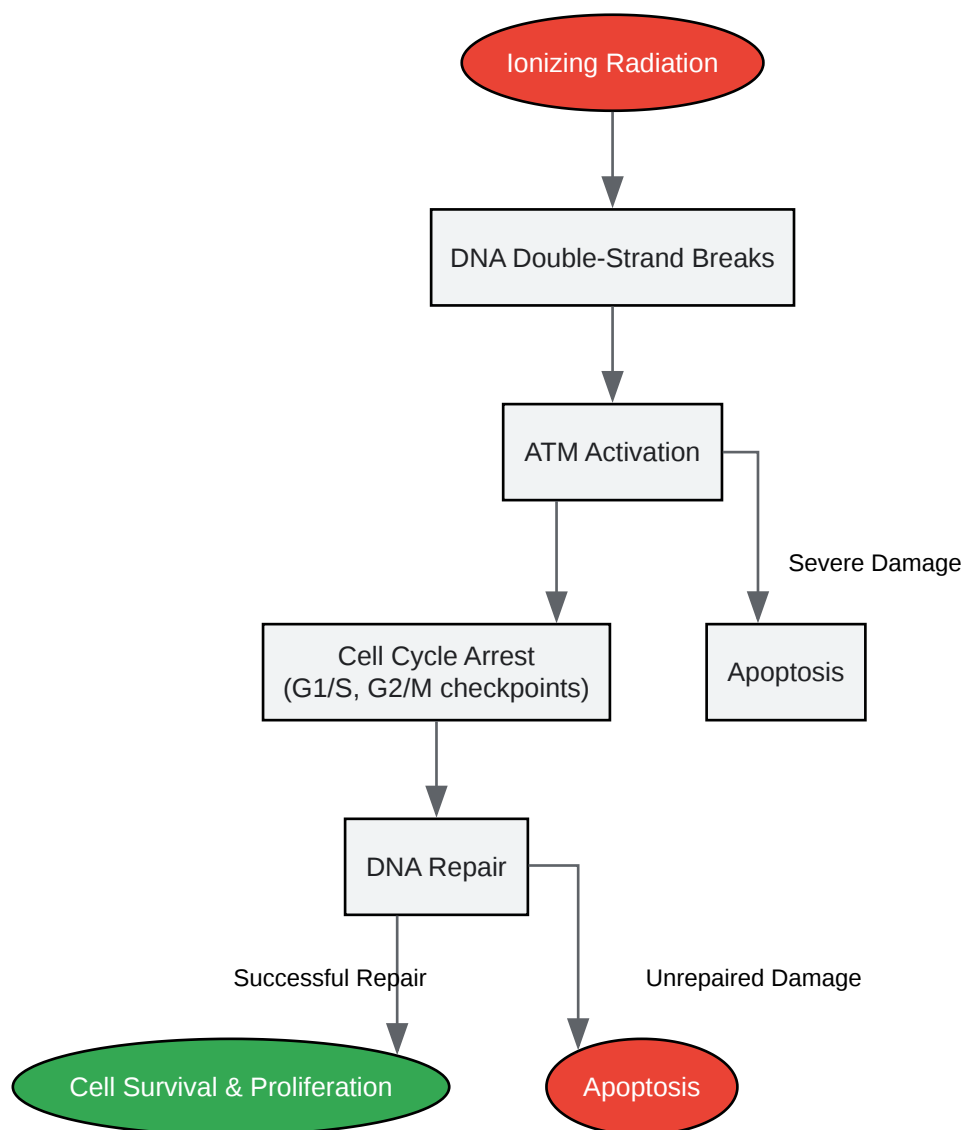 Ionizing Radiation
DNA Double-Strand Breaks
ATM Activation
Severe Damage
Cell Cycle Arrest
(G1/S, G2/M checkpoints)
Apoptosis
DNA Repair
Successful Repair
Unrepaired Damage
Cell Survival & Proliferation
Apoptosis